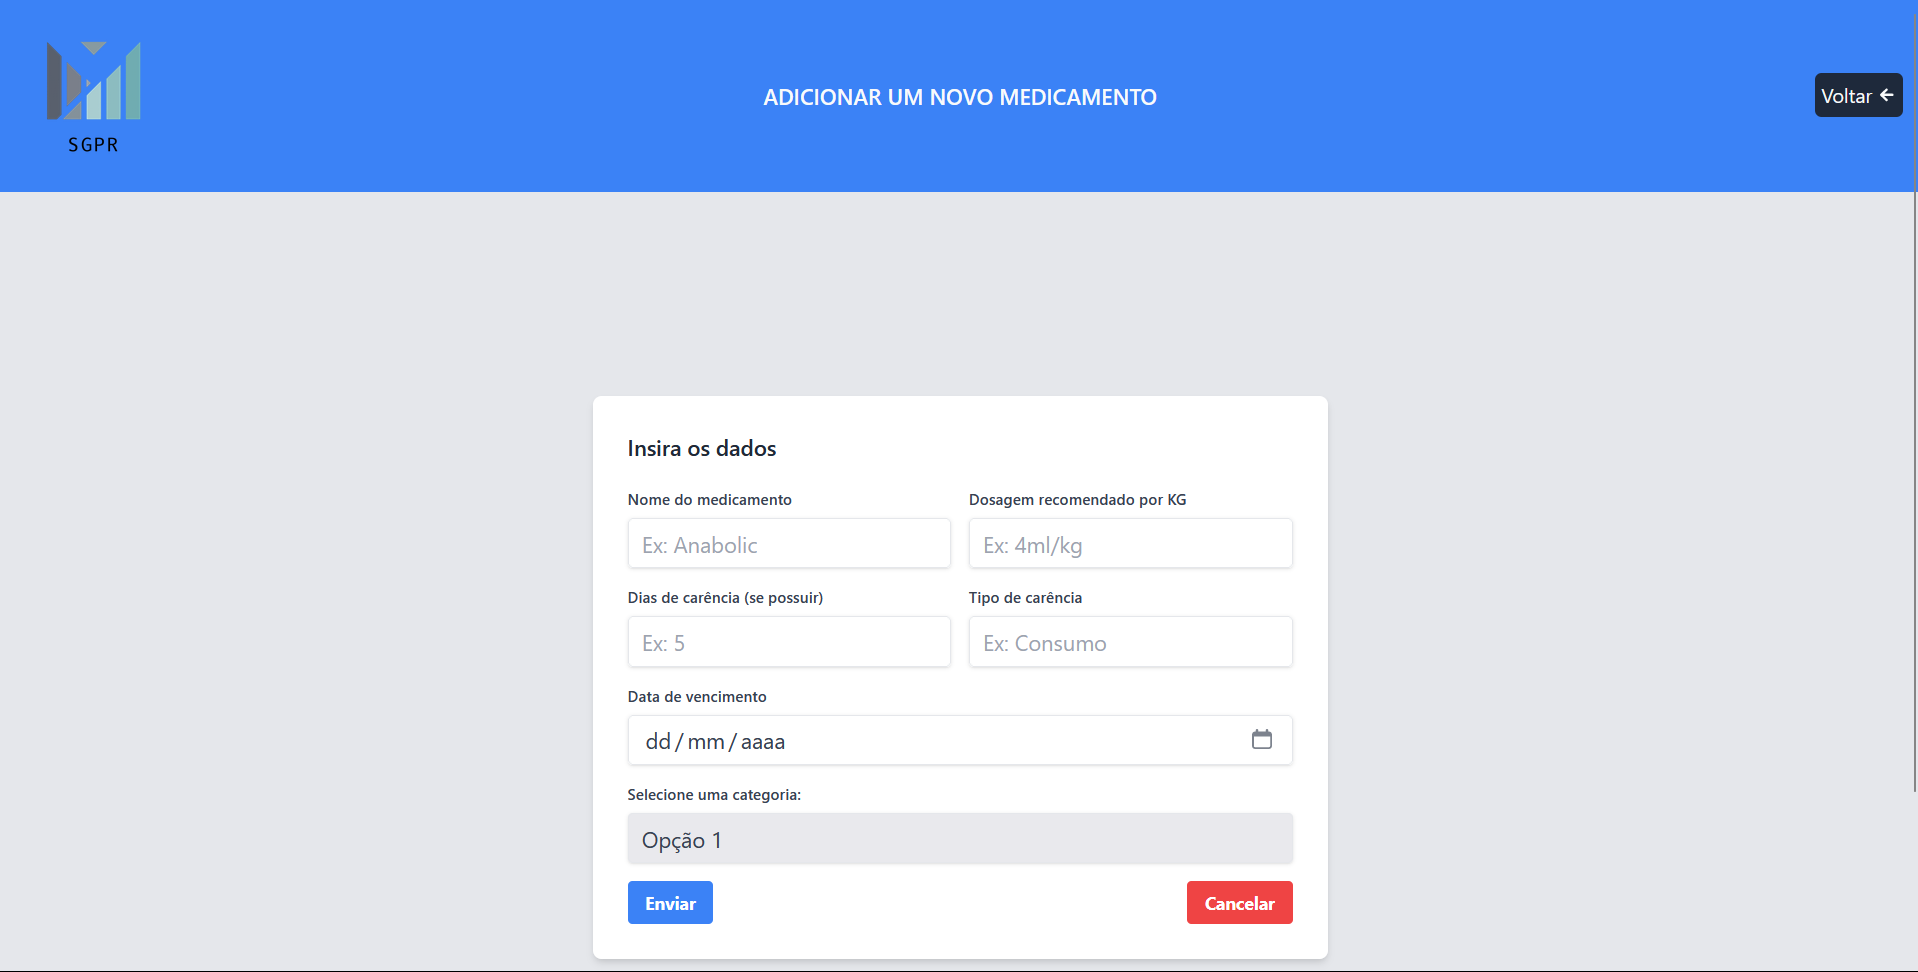 SGPR
ADICIONAR UM NOVO MEDICAMENTO
Voltar
Insira os dados
Nome do medicamento
Dosagem recomendado por KG
Ex: Anabolic
Ex: 4ml/kg
Dias de carência (se possuir)
Tipo de carência
Ex: 5
Ex: Consumo
Data de vencimento
dd/mm/aaaa
Selecione uma categoria:
Opção 1
Enviar
Cancelar